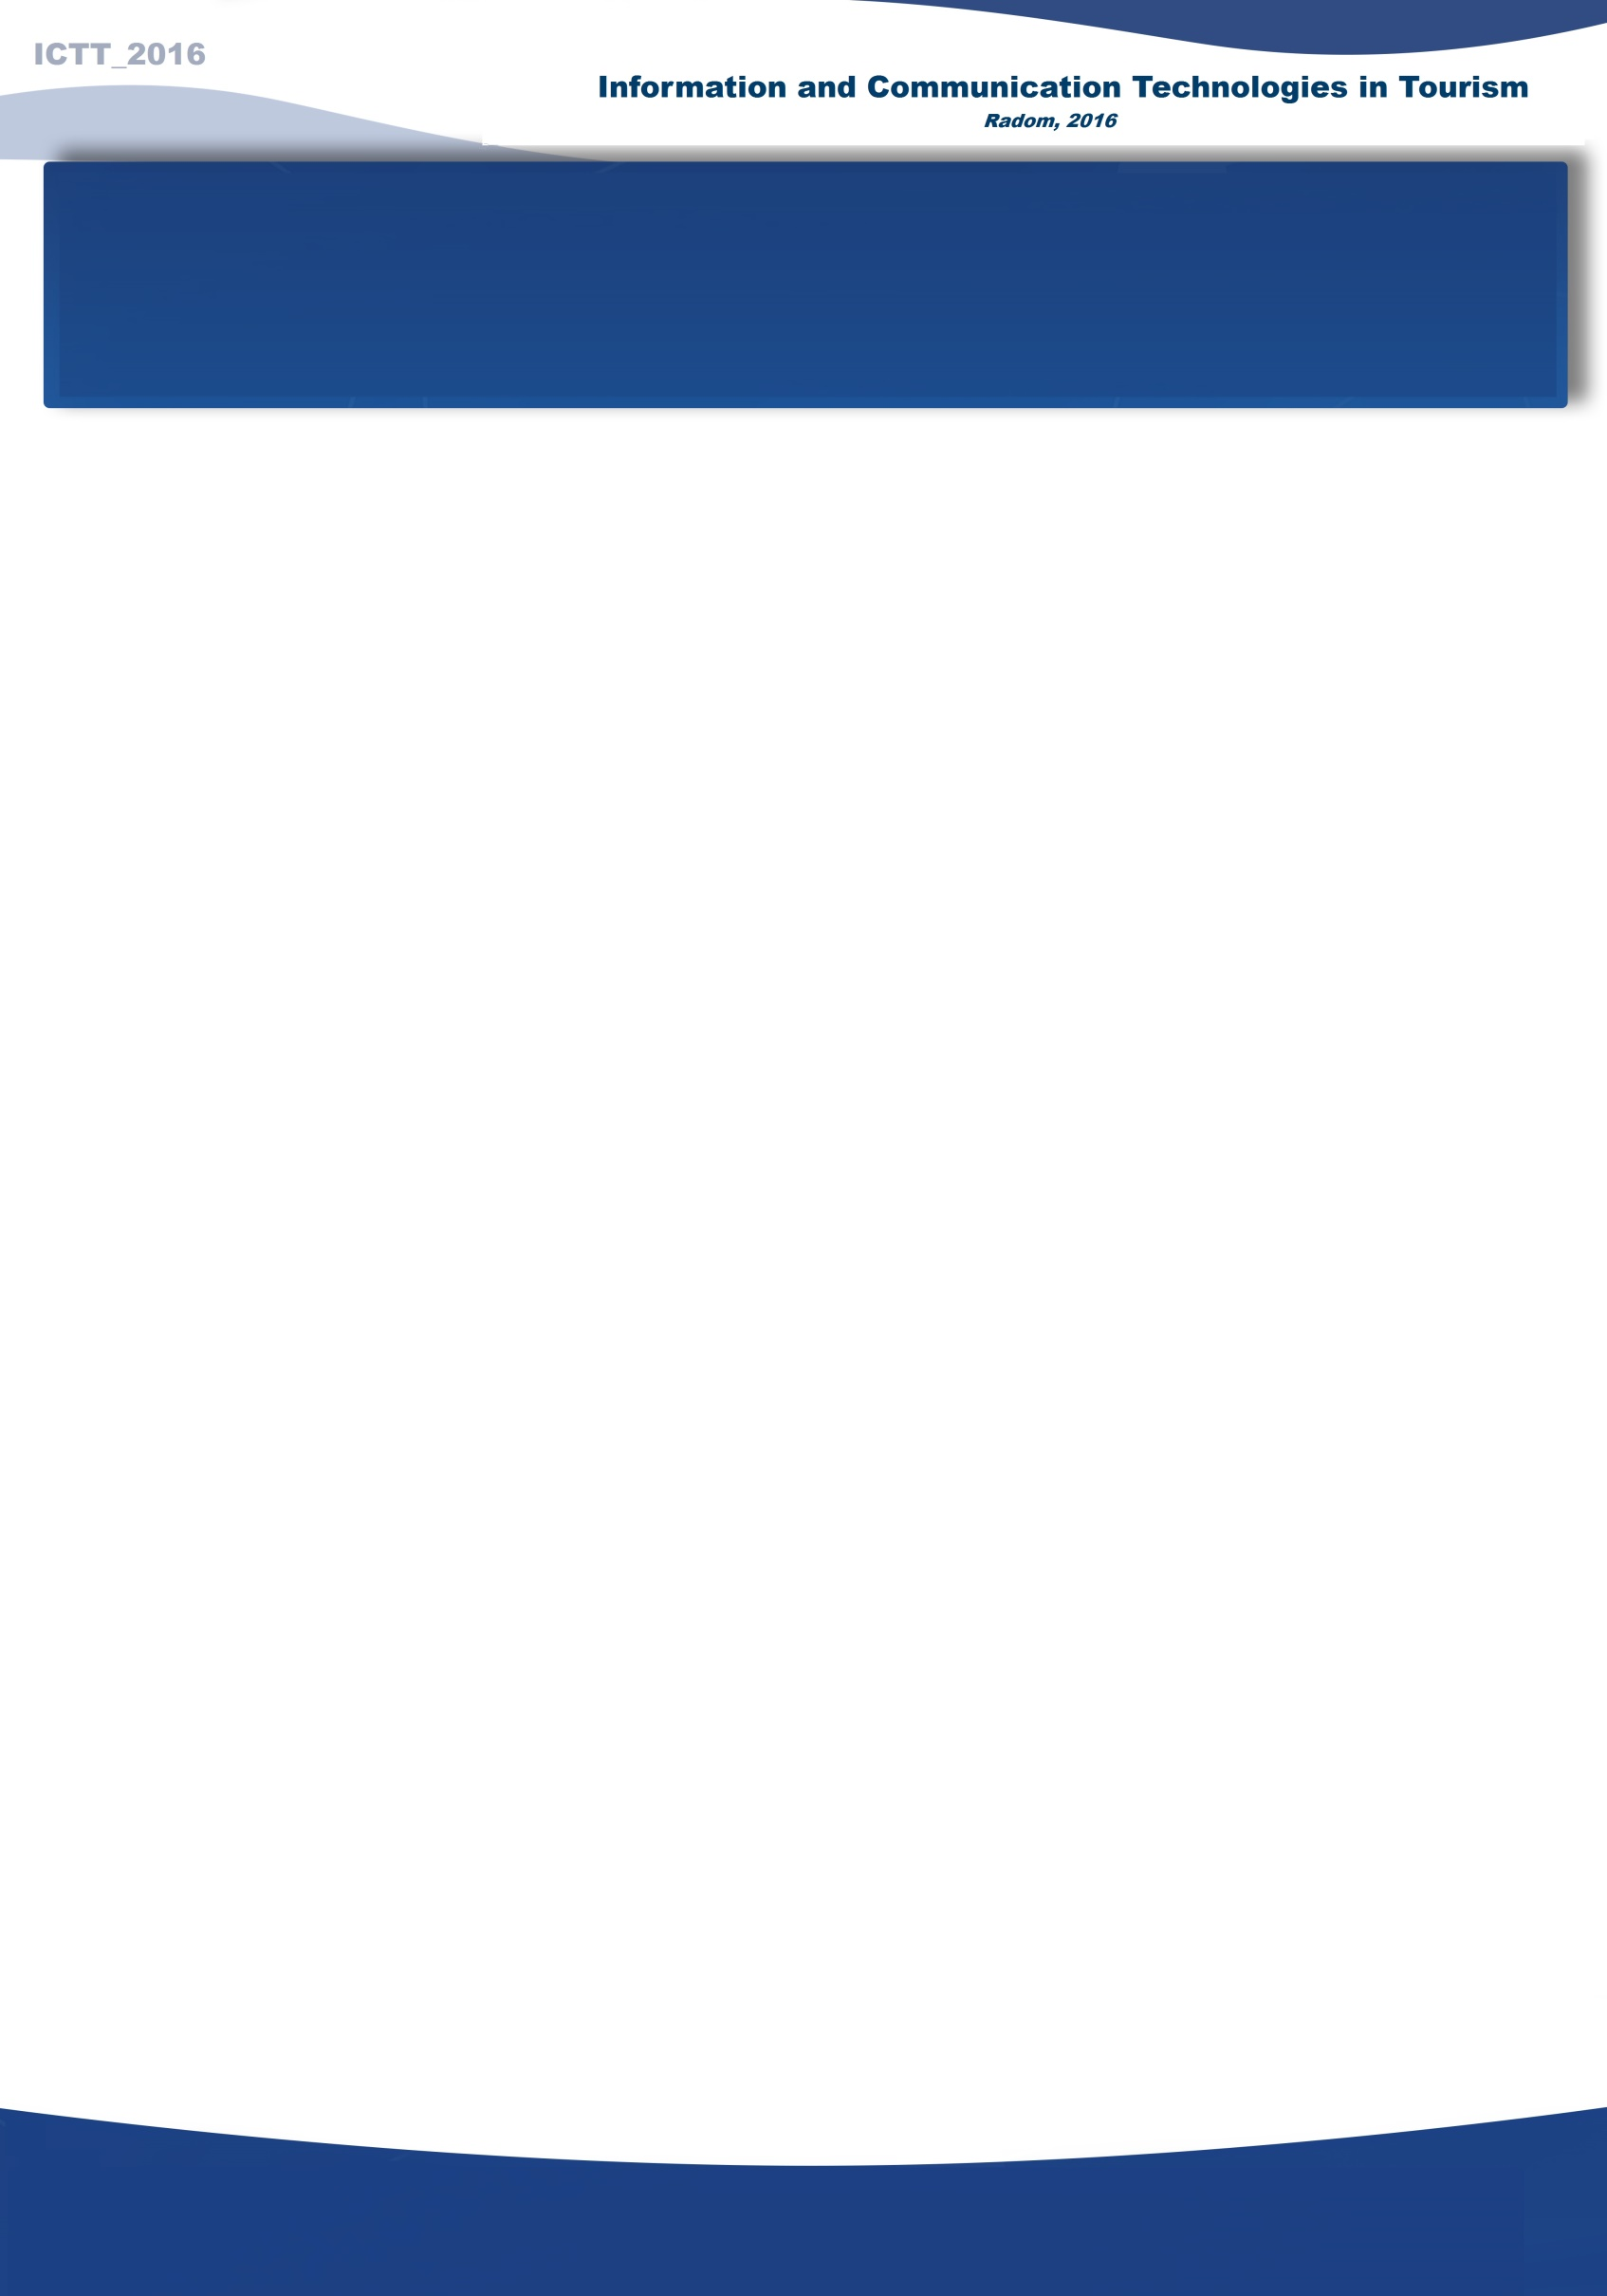 ICTT_2016
Information and Communication Technologies in Tourism
Radom, 2016